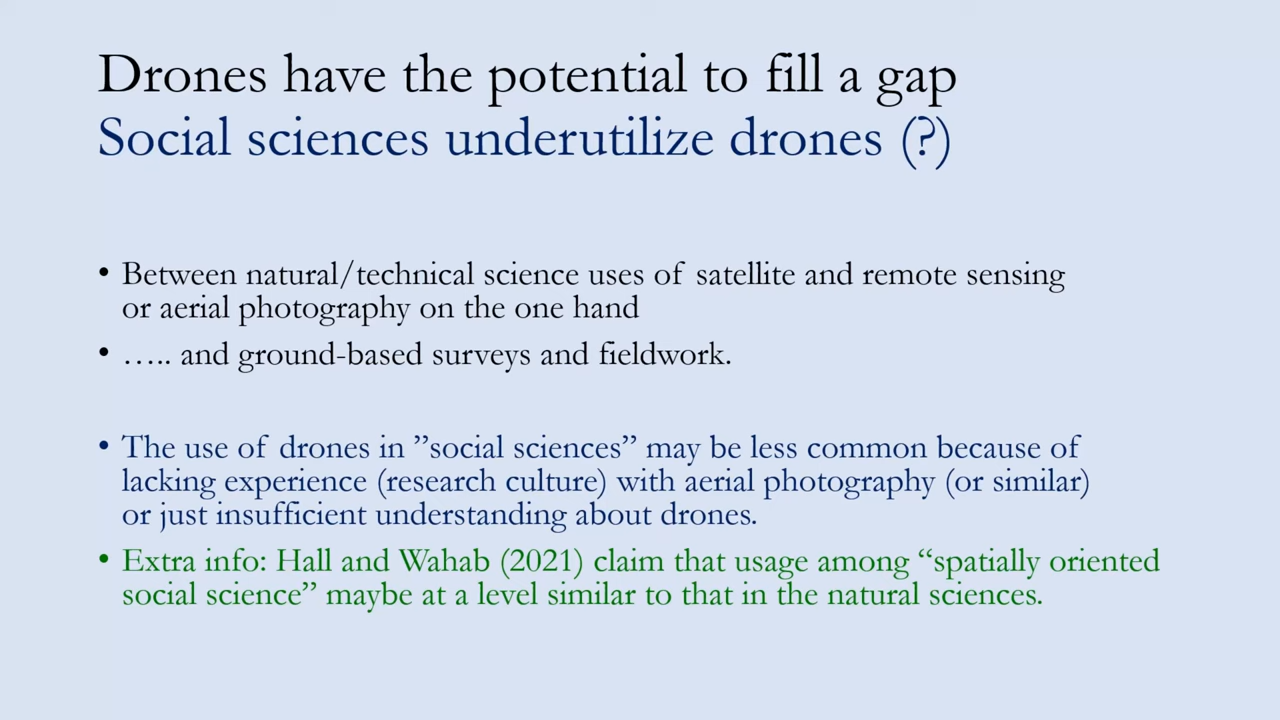 Drones have the potential to fill a gap
Social sciences underutilize drones (?)
• Between natural/technical science uses of satellite and remote sensing
or aerial photography on the one hand
• ….. and ground-based surveys and fieldwork.
• The use of drones in ”social sciences” may be less common because of
lacking experience (research culture) with aerial photography (or similar)
or just insufficient understanding about drones.
• Extra info: Hall and Wahab (2021) claim that usage among “spatially oriented
social science” maybe at a level similar to that in the natural sciences.